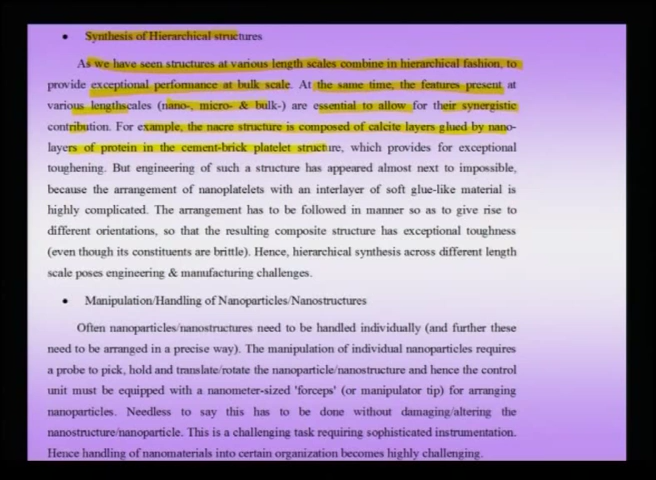 • Synthesis of Hierarchical structures
As we have seen structures at various length scales combine in hierarchical fashion, to
provide exceptional performance at bulk scale. At the same time, the features present at
various lengthscales (nano-, micro- & bulk-) are essential to allow for their synergistic
contribution. For example, the nacre structure is composed of calcite layers glued by nano-
layers of protein in the cement-brick platelet structure, which provides for exceptional
toughening. But engineering of such a structure has appeared almost next to impossible,
because the arrangement of nanoplatelets with an interlayer of soft glue-like material is
highly complicated. The arrangement has to be followed in manner so as to give rise to
different orientations, so that the resulting composite structure has exceptional toughness
(even though its constituents are brittle). Hence, hierarchical synthesis across different length
scale poses engineering & manufacturing challenges.
• Manipulation/Handling of Nanoparticles/Nanostructures
Often nanoparticles/nanostructures need to be handled individually (and further these
need to be arranged in a precise way). The manipulation of individual nanoparticles requires
a probe to pick, hold and translate/rotate the nanoparticle/nanostructure and hence the control
unit must be equipped with a nanometer-sized 'forceps' (or manipulator tip) for arranging
nanoparticles. Needless to say this has to be done without damaging/altering the
nanostructure/nanoparticle. This is a challenging task requiring sophisticated instrumentation.
Hence handling of nanomaterials into certain organization becomes highly challenging.